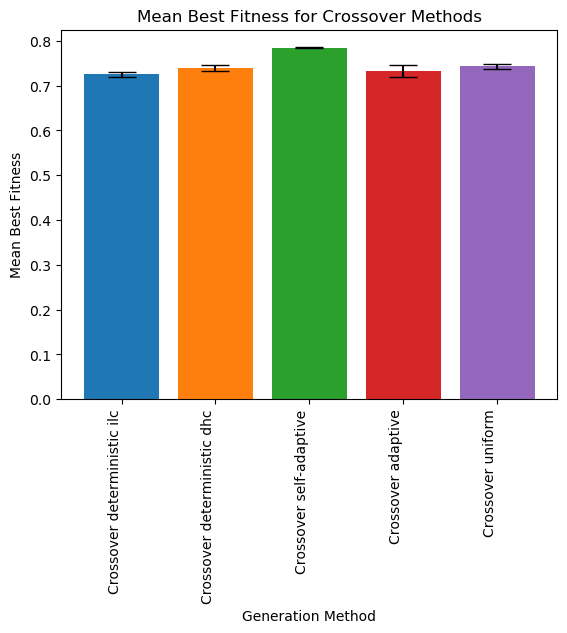 Mean Best Fitness for Crossover Methods
Mean Best Fitness
0.8
0.7
0.6
0.5
0.4
0.3
0.2
0.1
0.0
Crossover deterministic ilc
Crossover deterministic dhc
Crossover self-adaptive
Crossover adaptive
Crossover uniform
Generation Method